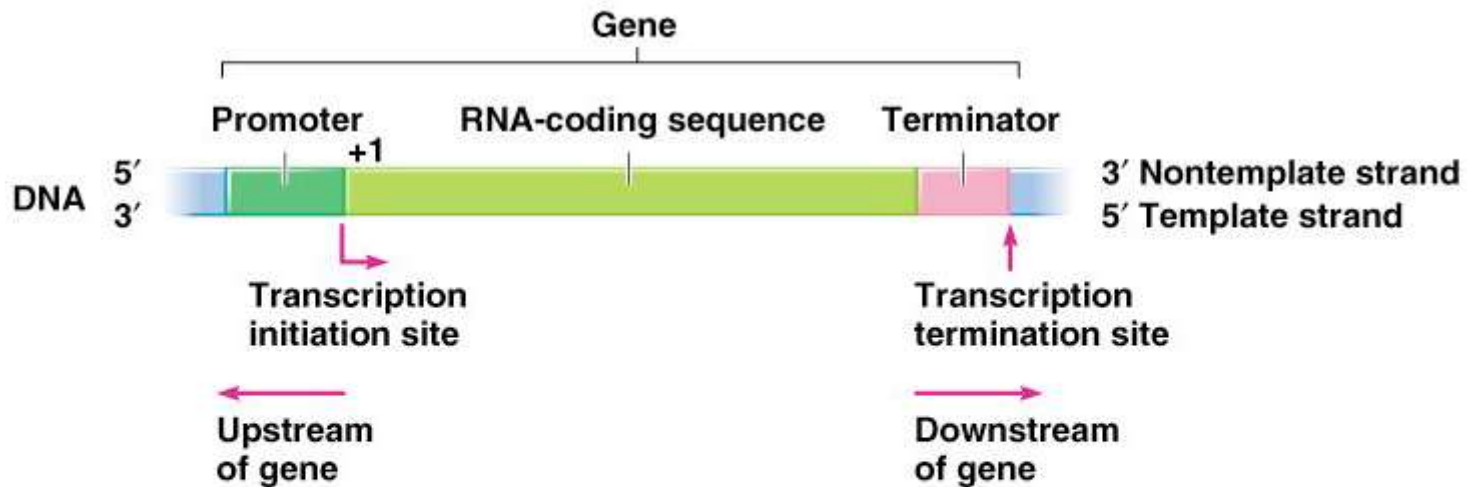 Gene
Promoter RNA-coding sequence Terminator
+1
DNA 5′ 3′ Nontemplate strand
3′ 5′ Template strand
Transcription
initiation site
Transcription
termination site
Upstream
of gene
Downstream
of gene